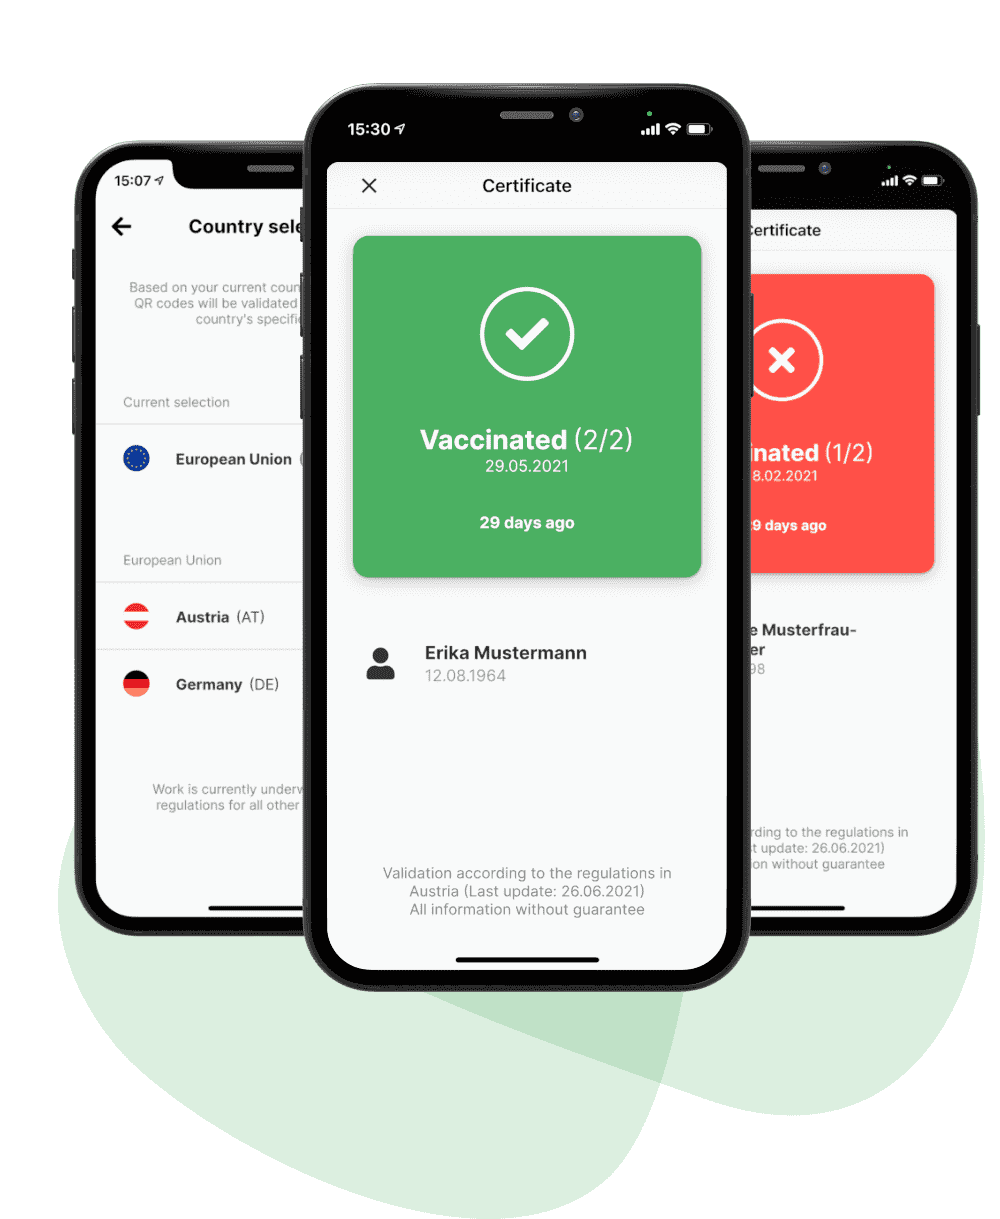 15:07
Country sele
Based on your current coun
QR codes will be validated
country's specifi
Current selection
European Union (
European Union
Austria (AT)
Germany (DE)
Work is currently underw
regulations for all other
15:30
Certificate
Vaccinated (2/2)
29.05.2021
29 days ago
Erika Mustermann
12.08.1964
Validation according to the regulations in
Austria (Last update: 26.06.2021)
All information without guarantee
Certificate
inated (1/2)
8.02.2021
9 days ago
e Musterfrau-
er
98
rding to the regulations in
t update: 26.06.2021)
on without guarantee